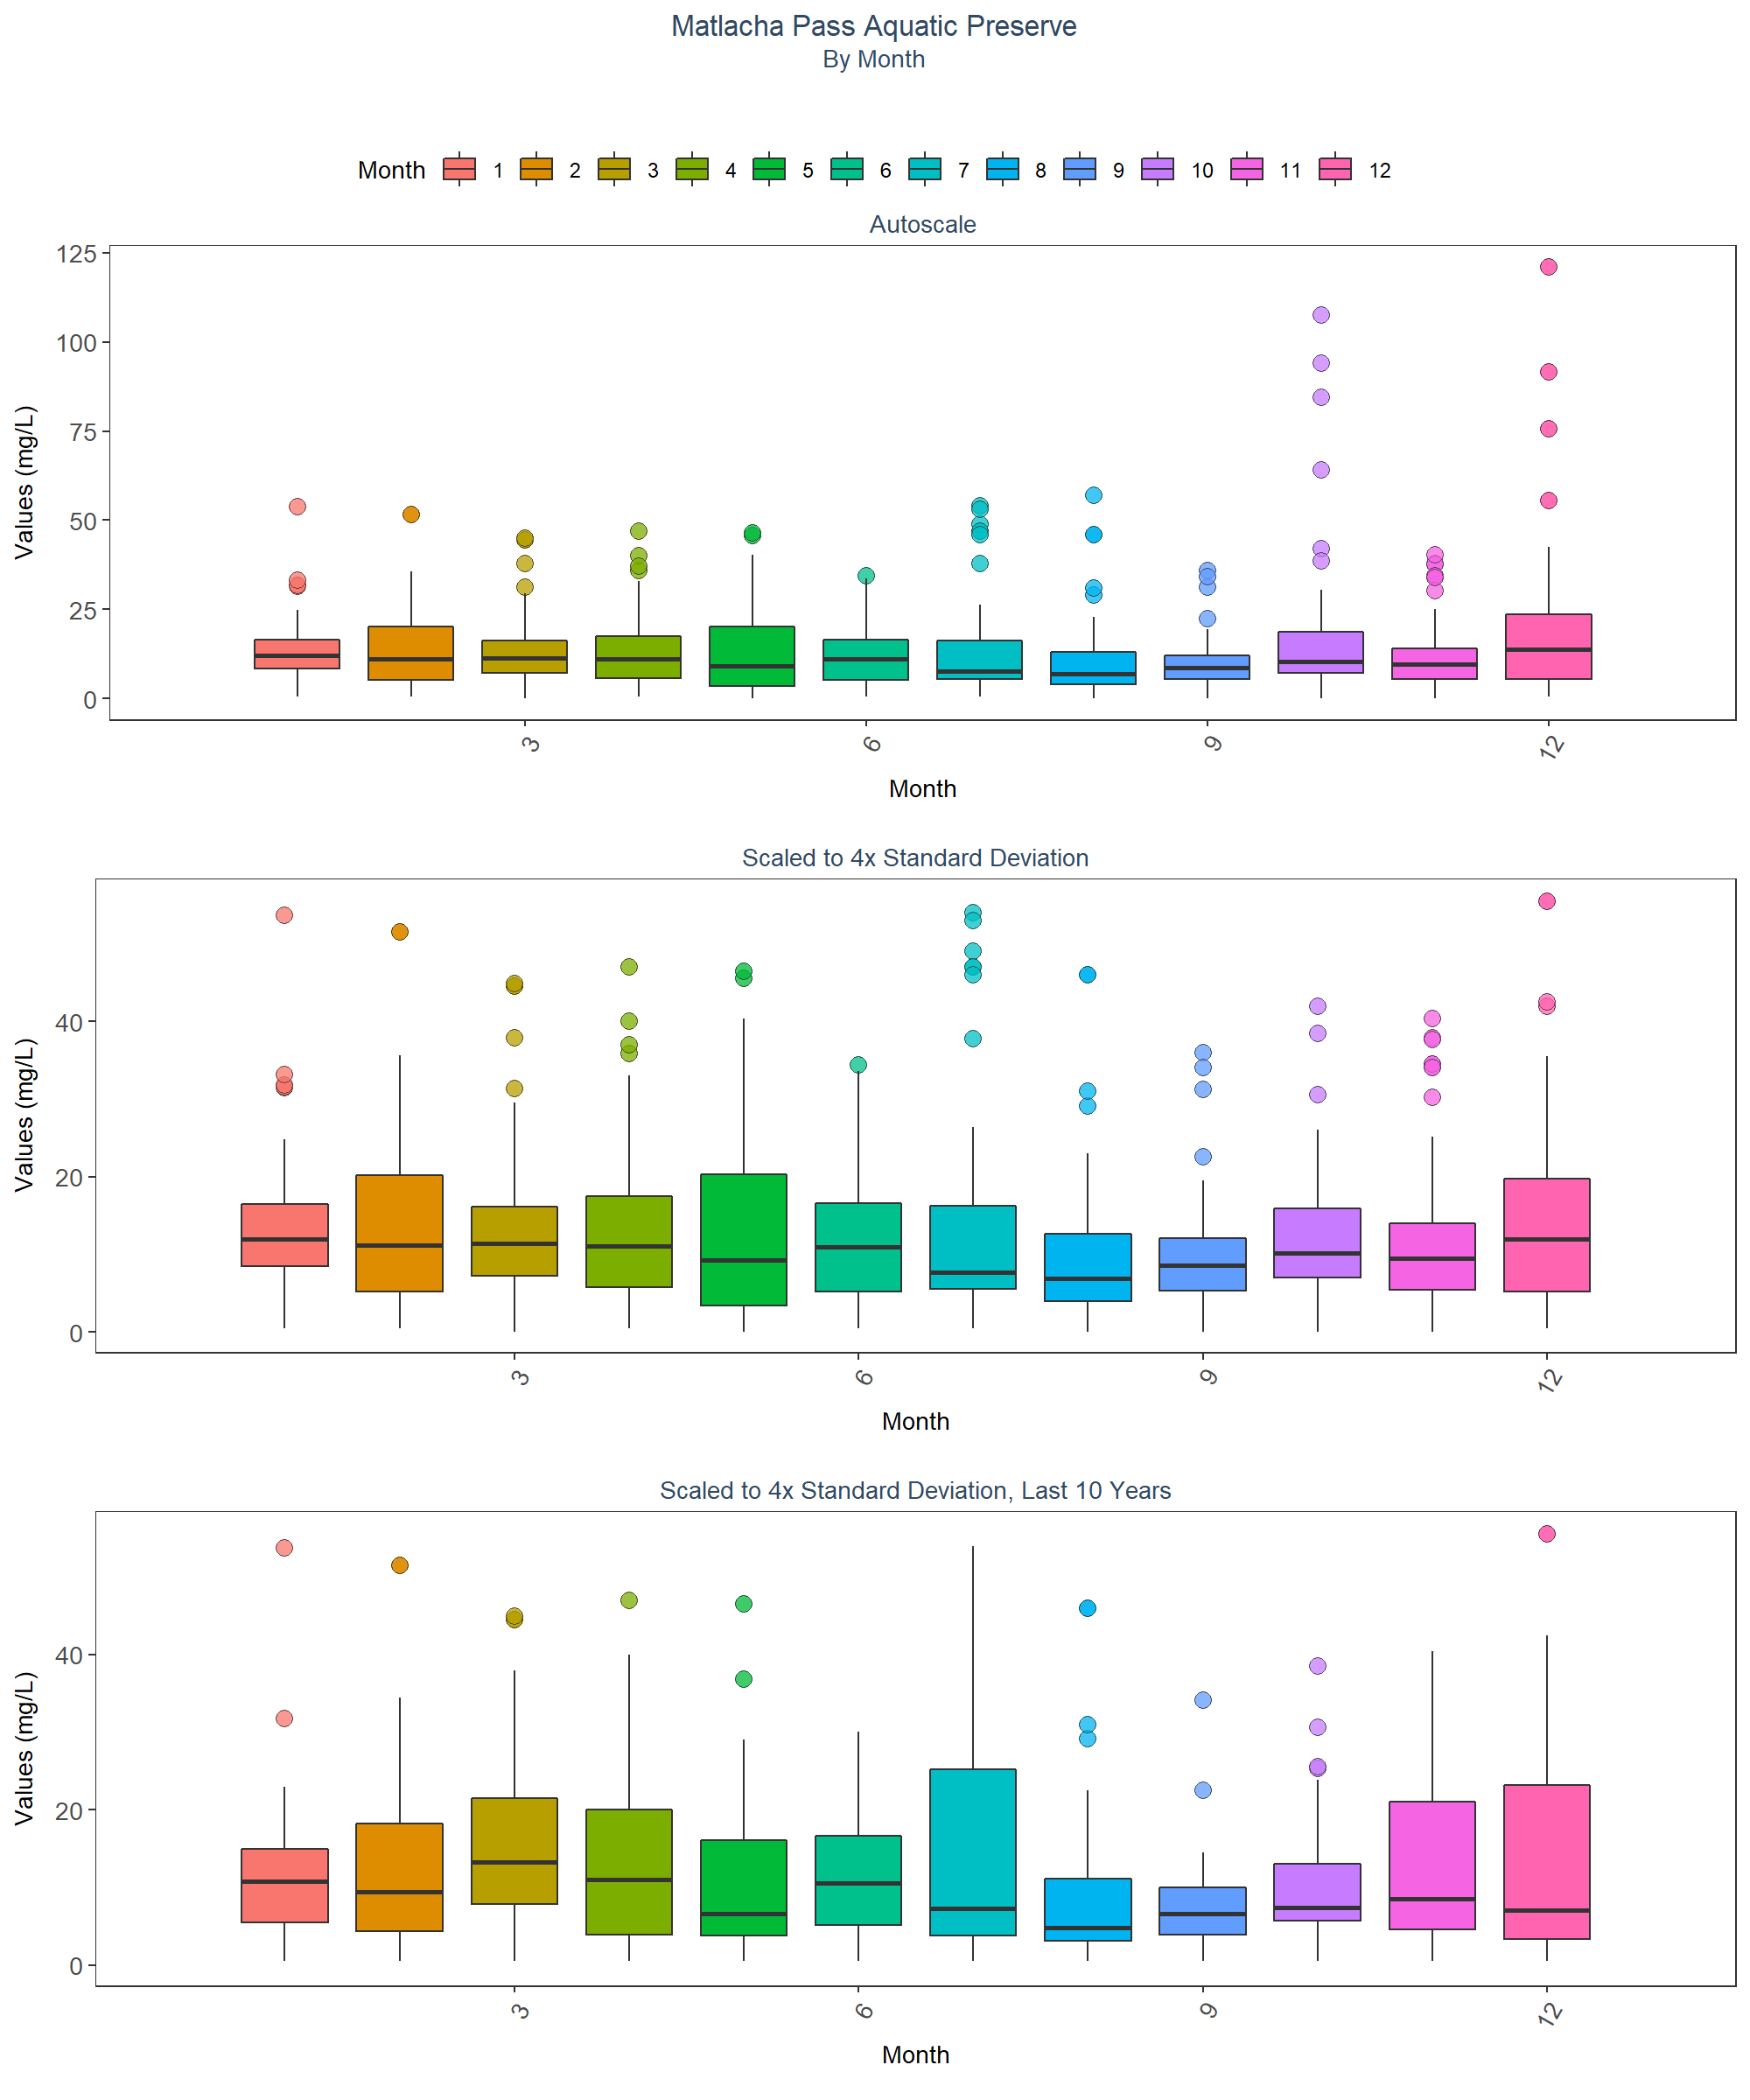 Matlacha Pass Aquatic Preserve
By Month
Month 1 2 3 4 5 6 7 8 9 10 11 12
Autoscale
Values (mg/L)
125
100
75
50
25
0
3 6 9 12
Month
Scaled to 4x Standard Deviation
Values (mg/L)
40
20
0
3 6 9 12
Month
Scaled to 4x Standard Deviation, Last 10 Years
Values (mg/L)
40
20
0
3 6 9 12
Month